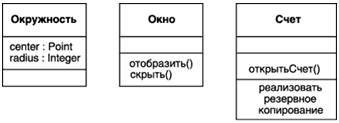 Окружность
center : Point
radius : Integer
Окно
отобразить()
скрыть()
Счет
открытьСчет()
реализовать
резервное
копирование